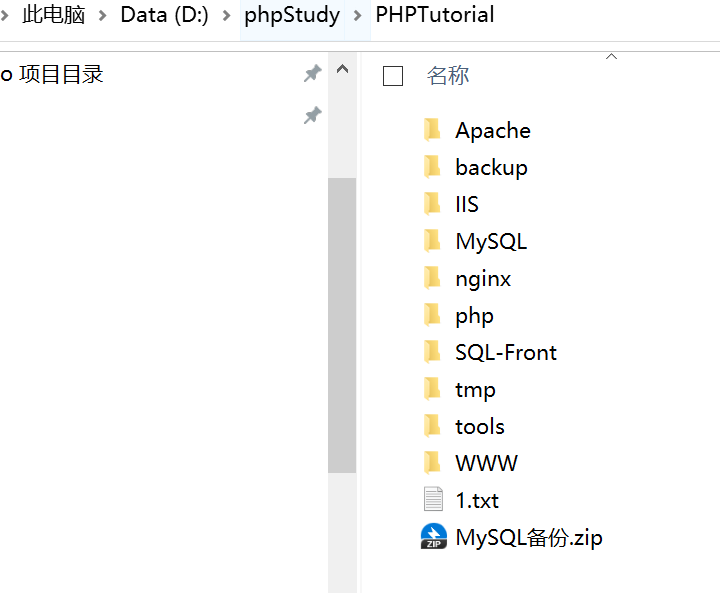 此电脑 > Data (D:) > phpStudy > PHPTutorial
o 项目目录
名称
Apache
backup
IIS
MySQL
nginx
php
SQL-Front
tmp
tools
WWW
1.txt
ZIP MySQL备份.zip